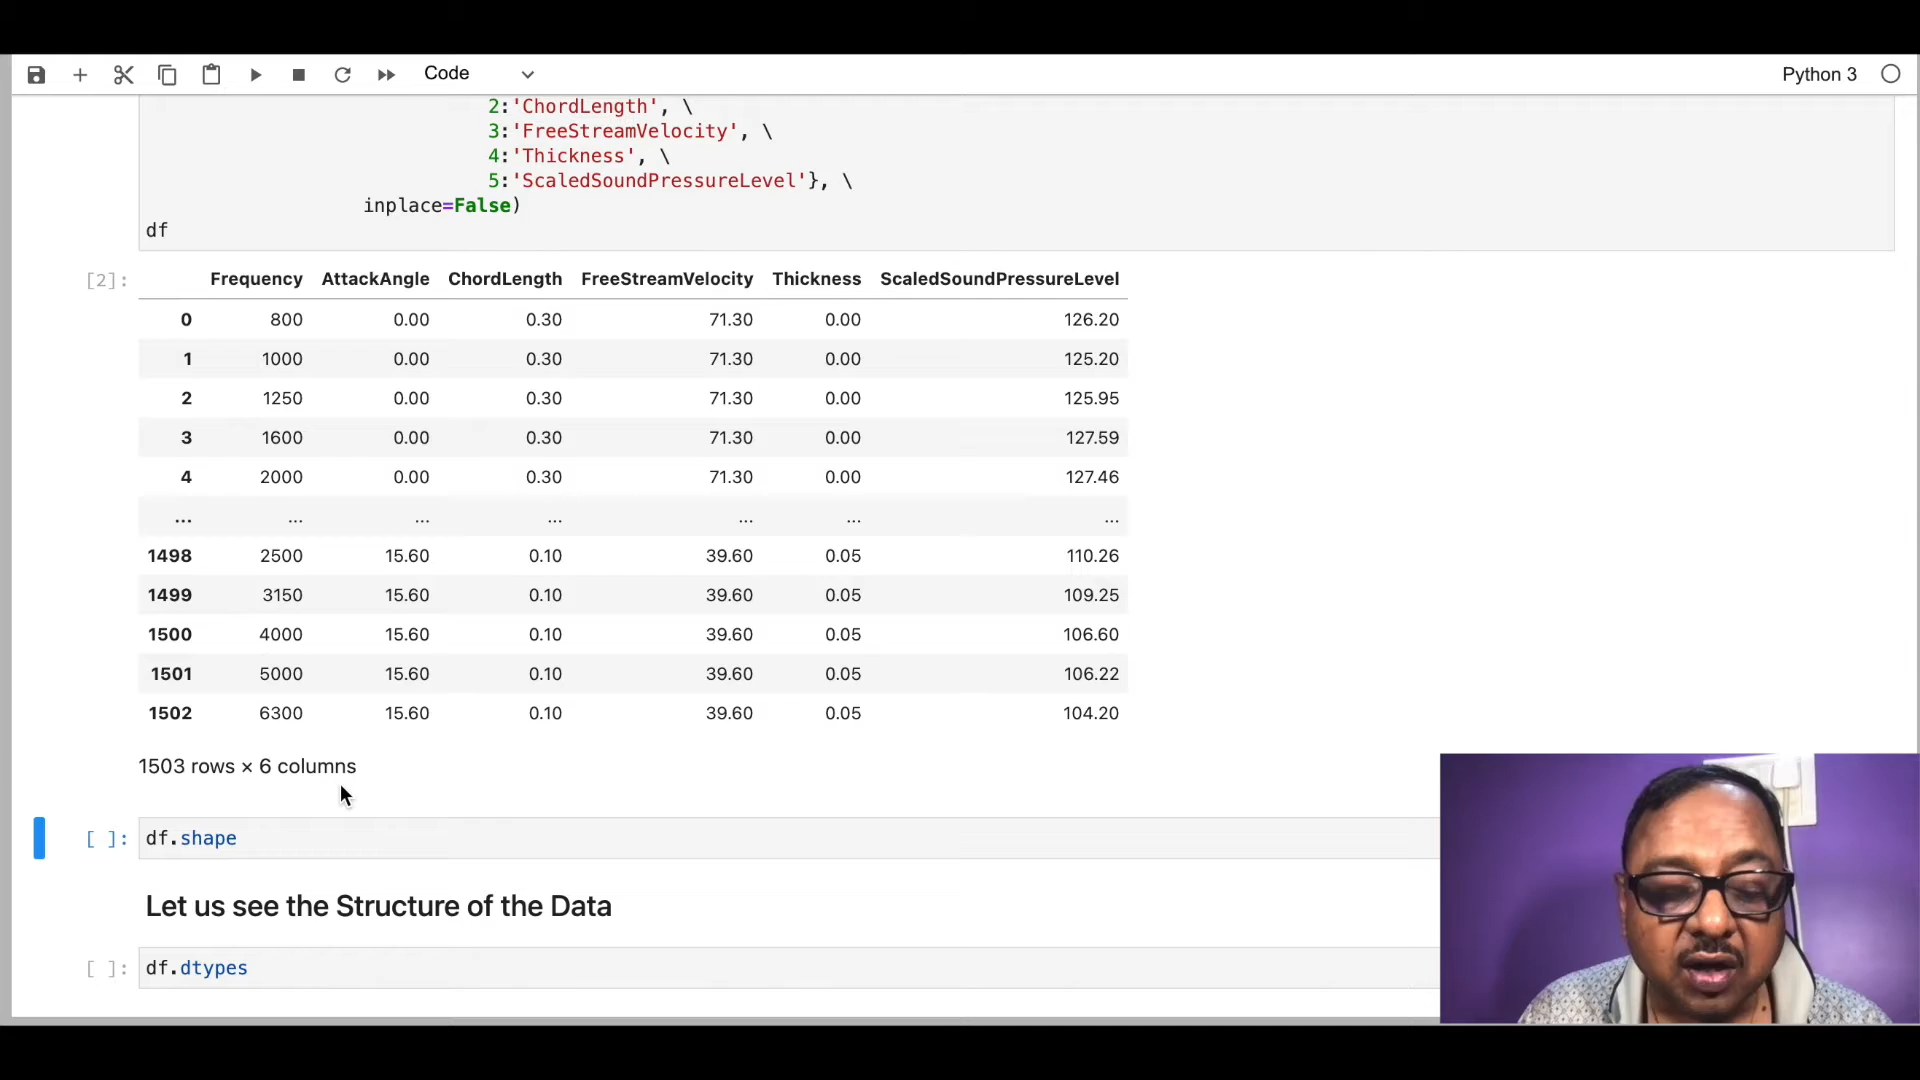 Code
Python 3
2:'ChordLength', \
3:'FreeStreamVelocity', \
4:'Thickness', \
5:'ScaledSoundPressureLevel'}, \
inplace=False)
df
[2]:
Frequency AttackAngle ChordLength FreeStreamVelocity Thickness ScaledSoundPressureLevel
0 800 0.00 0.30 71.30 0.00 126.20
1 1000 0.00 0.30 71.30 0.00 125.20
2 1250 0.00 0.30 71.30 0.00 125.95
3 1600 0.00 0.30 71.30 0.00 127.59
4 2000 0.00 0.30 71.30 0.00 127.46
... ... ... ... ... ... ...
1498 2500 15.60 0.10 39.60 0.05 110.26
1499 3150 15.60 0.10 39.60 0.05 109.25
1500 4000 15.60 0.10 39.60 0.05 106.60
1501 5000 15.60 0.10 39.60 0.05 106.22
1502 6300 15.60 0.10 39.60 0.05 104.20
1503 rows × 6 columns
[ ]: df.shape
Let us see the Structure of the Data
[ ]: df.dtypes